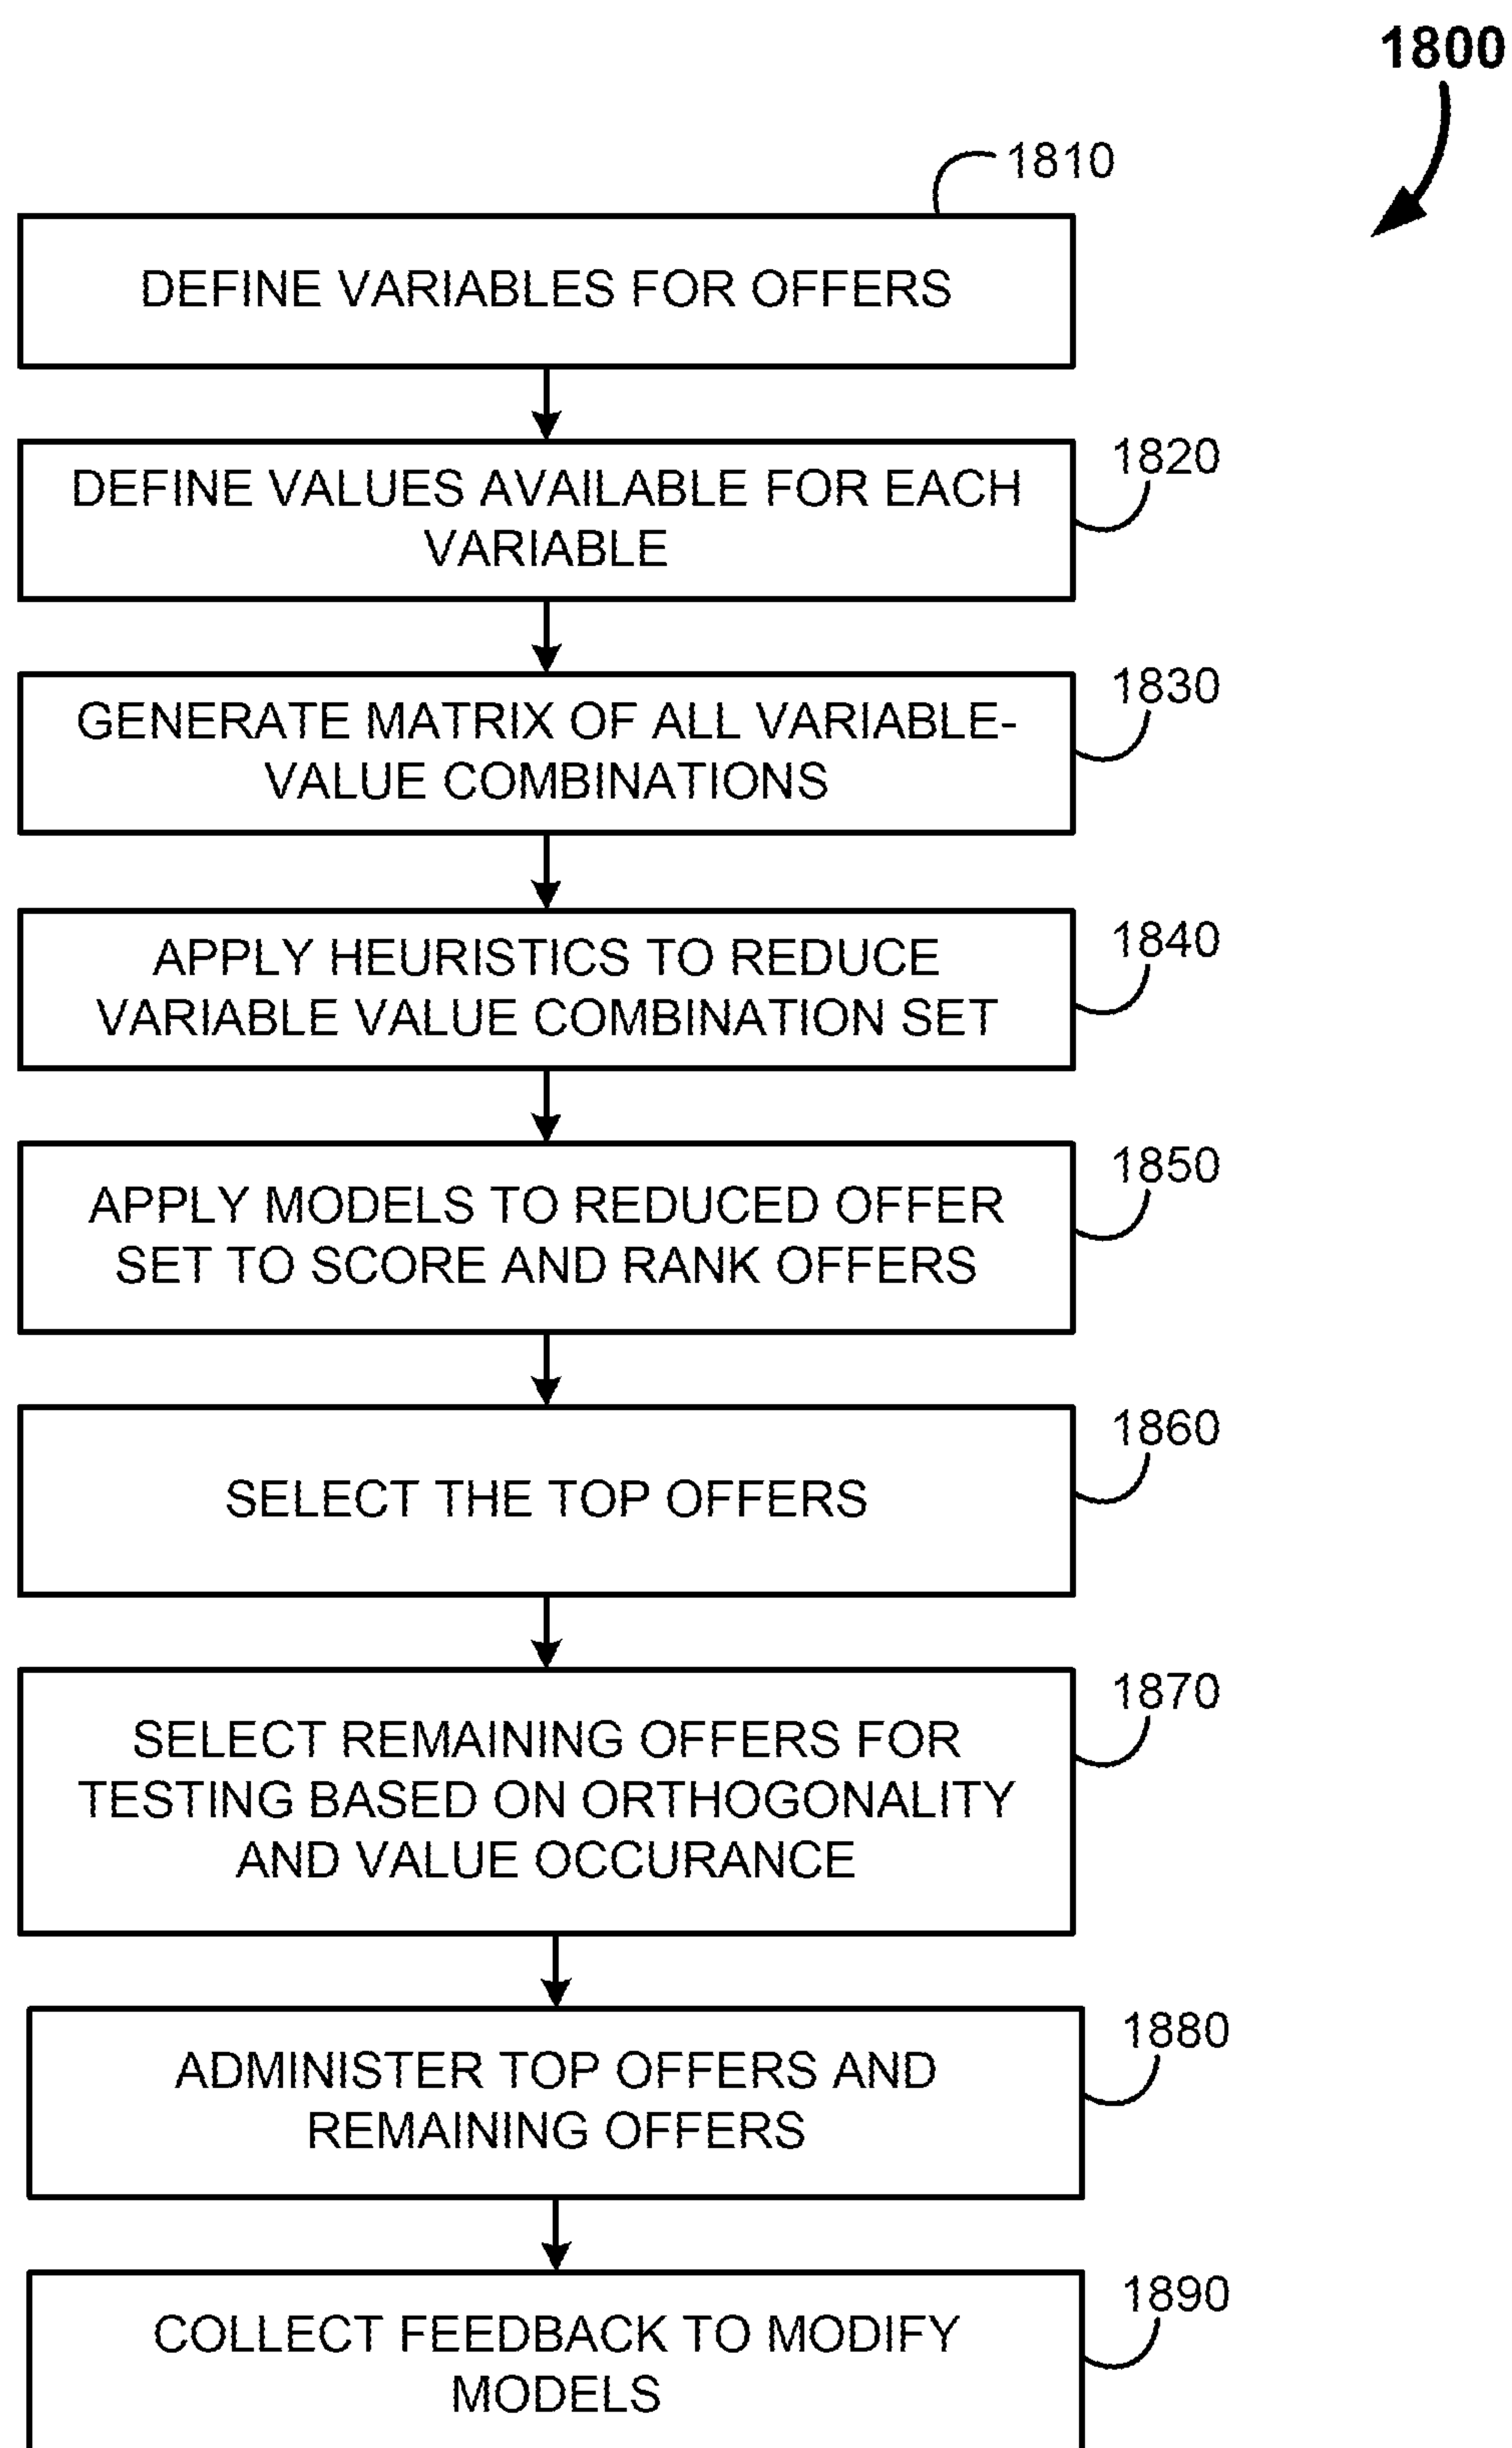 1800
1810
DEFINE VARIABLES FOR OFFERS
1820
DEFINE VALUES AVAILABLE FOR EACH
VARIABLE
1830
GENERATE MATRIX OF ALL VARIABLE-
VALUE COMBINATIONS
1840
APPLY HEURISTICS TO REDUCE
VARIABLE VALUE COMBINATION SET
1850
APPLY MODELS TO REDUCED OFFER
SET TO SCORE AND RANK OFFERS
1860
SELECT THE TOP OFFERS
1870
SELECT REMAINING OFFERS FOR
TESTING BASED ON ORTHOGONALITY
AND VALUE OCCURANCE
1880
ADMINISTER TOP OFFERS AND
REMAINING OFFERS
1890
COLLECT FEEDBACK TO MODIFY
MODELS